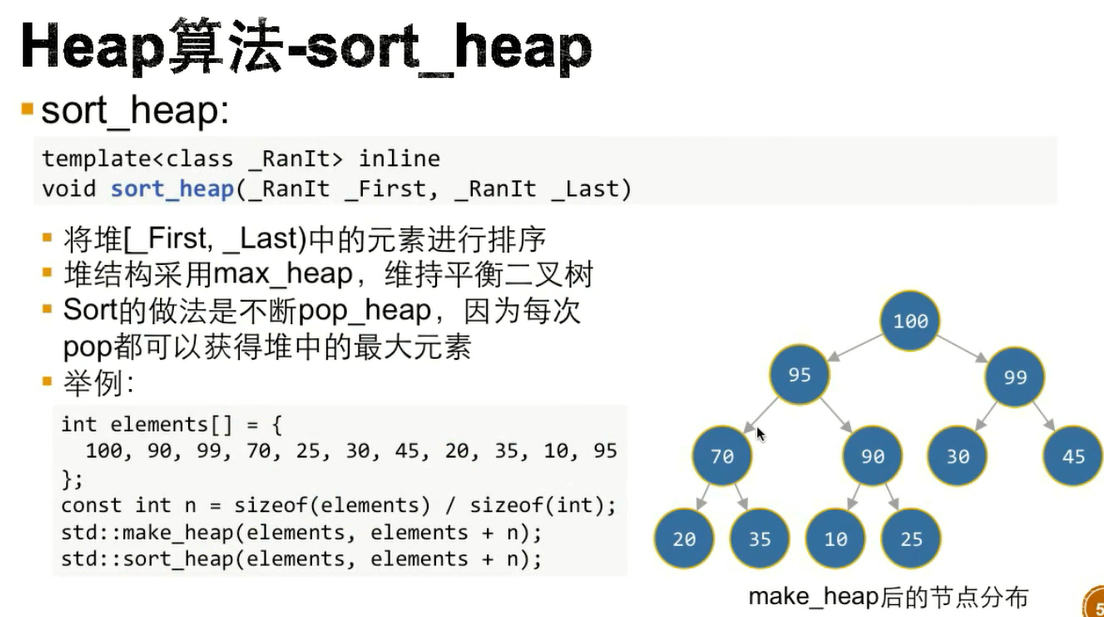 Heap算法-sort_heap
sort_heap:
template<class _RanIt> inline
void sort_heap(_RanIt _First, _RanIt _Last)
将堆[_First, _Last)中的元素进行排序
堆结构采用max_heap，维持平衡二叉树
Sort的做法是不断pop_heap，因为每次
pop都可以获得堆中的最大元素
举例：
int elements[] = {
100, 90, 99, 70, 25, 30, 45, 20, 35, 10, 95
};
const int n = sizeof(elements) / sizeof(int);
std::make_heap(elements, elements + n);
std::sort_heap(elements, elements + n);
100
95 99
70 90 30 45
20 35 10 25
make_heap后的节点分布
5